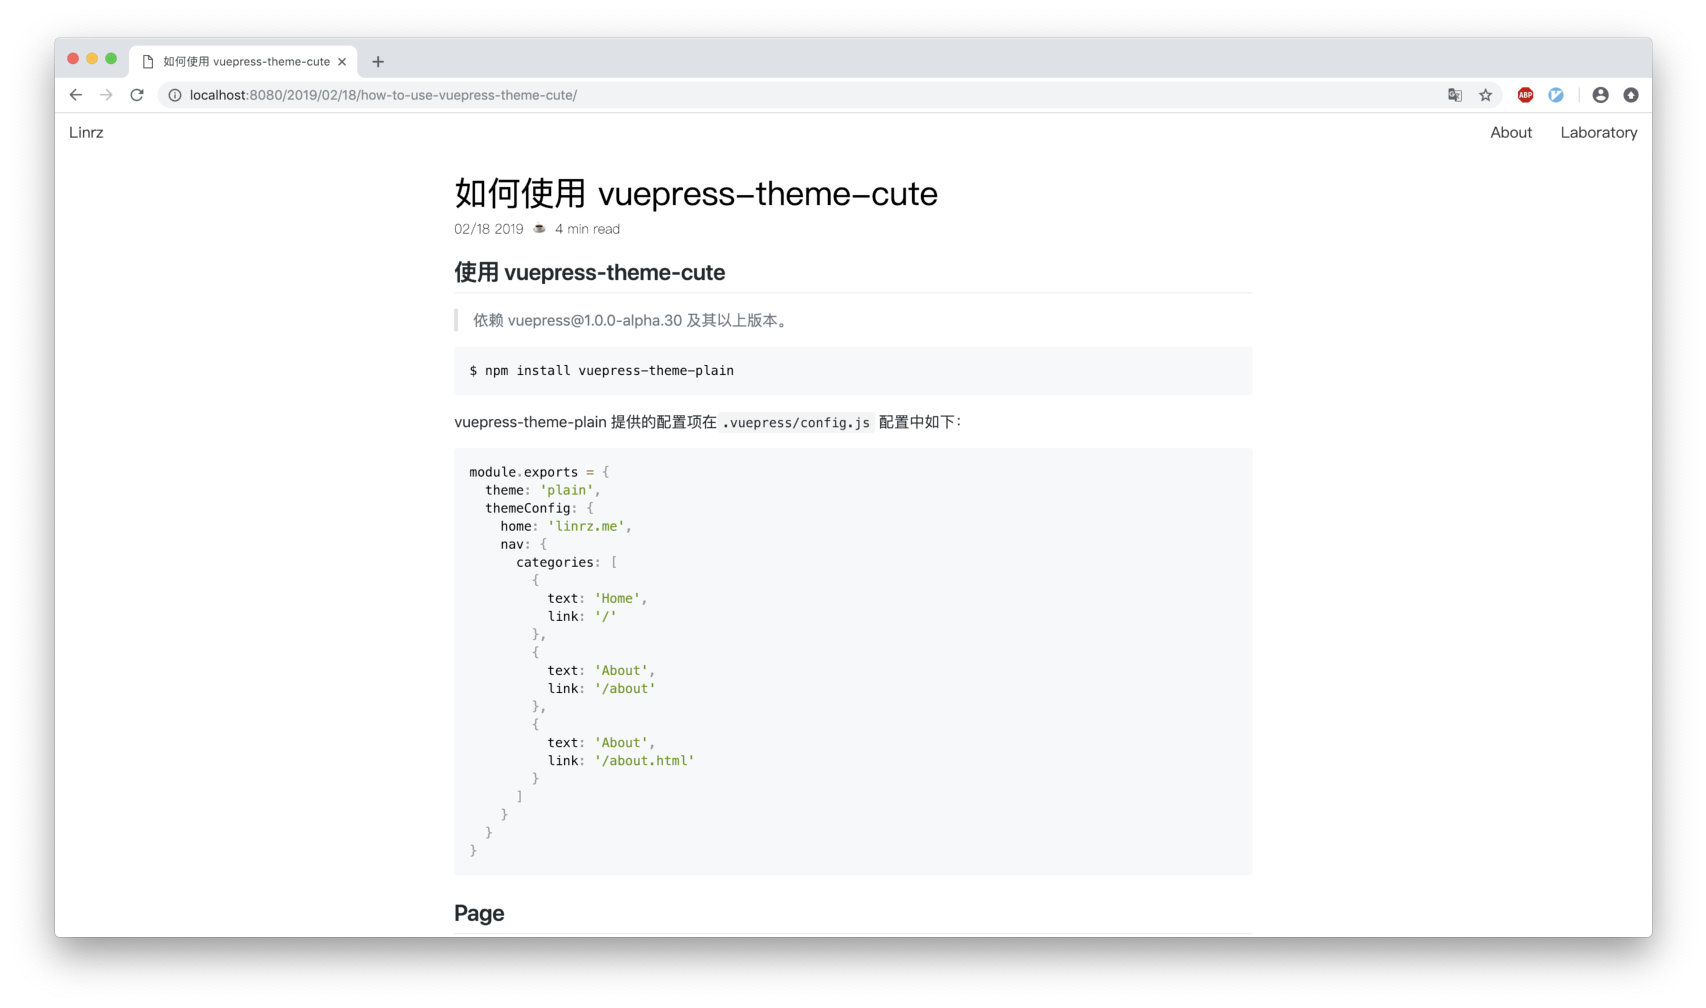 如何使用 vuepress-theme-cute
localhost:8080/2019/02/18/how-to-use-vuepress-theme-cute/
ABP
Linrz
About
Laboratory
如何使用 vuepress-theme-cute
02/18 2019 ☕ 4 min read
使用 vuepress-theme-cute
依赖 vuepress@1.0.0-alpha.30 及其以上版本。
$ npm install vuepress-theme-plain
vuepress-theme-plain 提供的配置项在 .vuepress/config.js 配置中如下：
module.exports = {
  theme: 'plain',
  themeConfig: {
    home: 'linrz.me',
    nav: {
      categories: [
        {
          text: 'Home',
          link: '/'
        },
        {
          text: 'About',
          link: '/about'
        },
        {
          text: 'About',
          link: '/about.html'
        }
      ]
    }
  }
}
Page